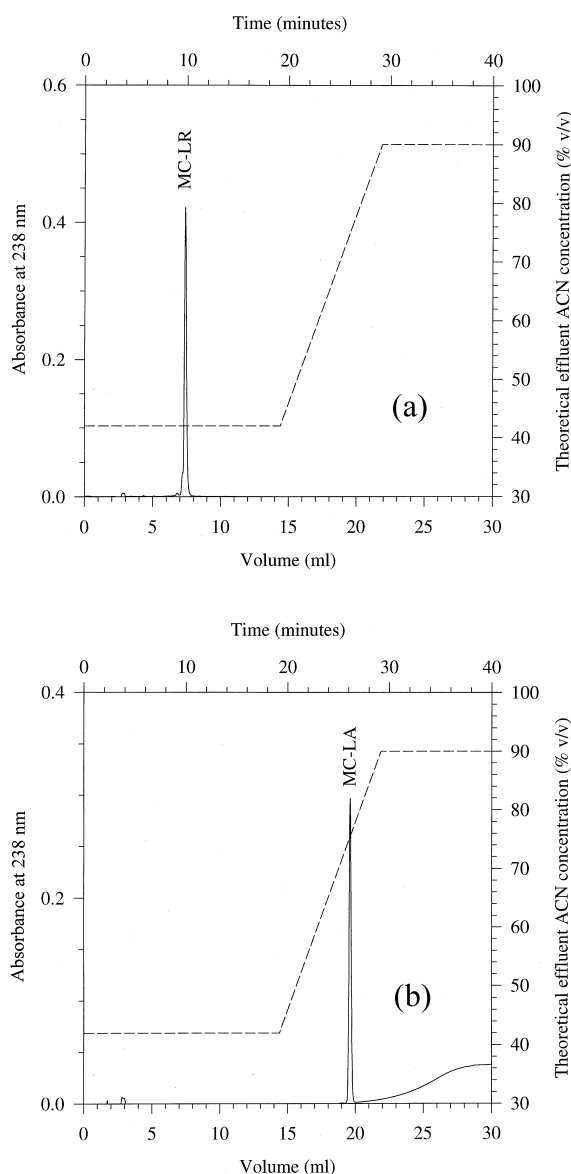 Time (minutes)
0 10 20 30 40
0.6
0.4
0.2
0.0
Absorbance at 238 nm
MC-LR
(a)
100
90
80
70
60
50
40
30
Theoretical effluent ACN concentration (% v/v)
0 5 10 15 20 25 30
Volume (ml)
Time (minutes)
0 10 20 30 40
0.4
0.2
0.0
Absorbance at 238 nm
MC-LA
(b)
100
90
80
70
60
50
40
30
Theoretical effluent ACN concentration (% v/v)
0 5 10 15 20 25 30
Volume (ml)